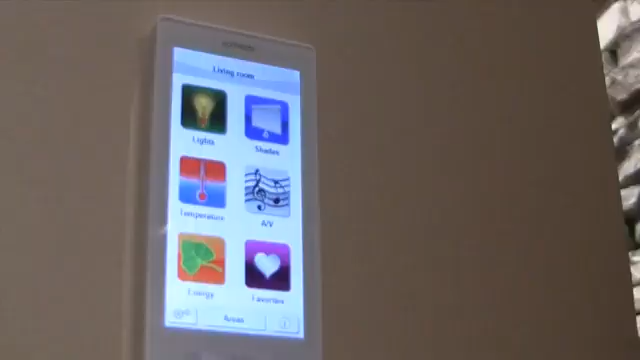 Living room
Lights
Shades
Temperature
A/V
Energy
Favorites
Areas